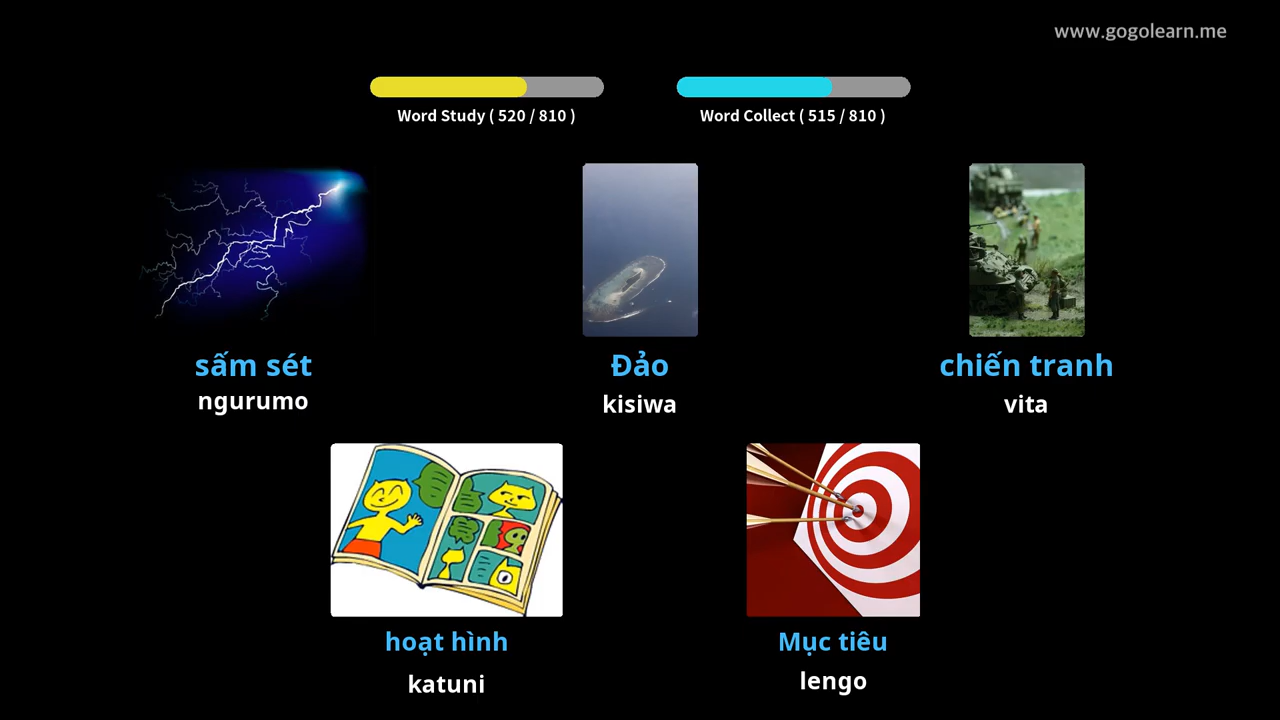 www.gogolearn.me
Word Study ( 520 / 810 )
Word Collect ( 515 / 810 )
sấm sét
ngurumo
Đảo
kisiwa
chiến tranh
vita
hoạt hình
katuni
Mục tiêu
lengo